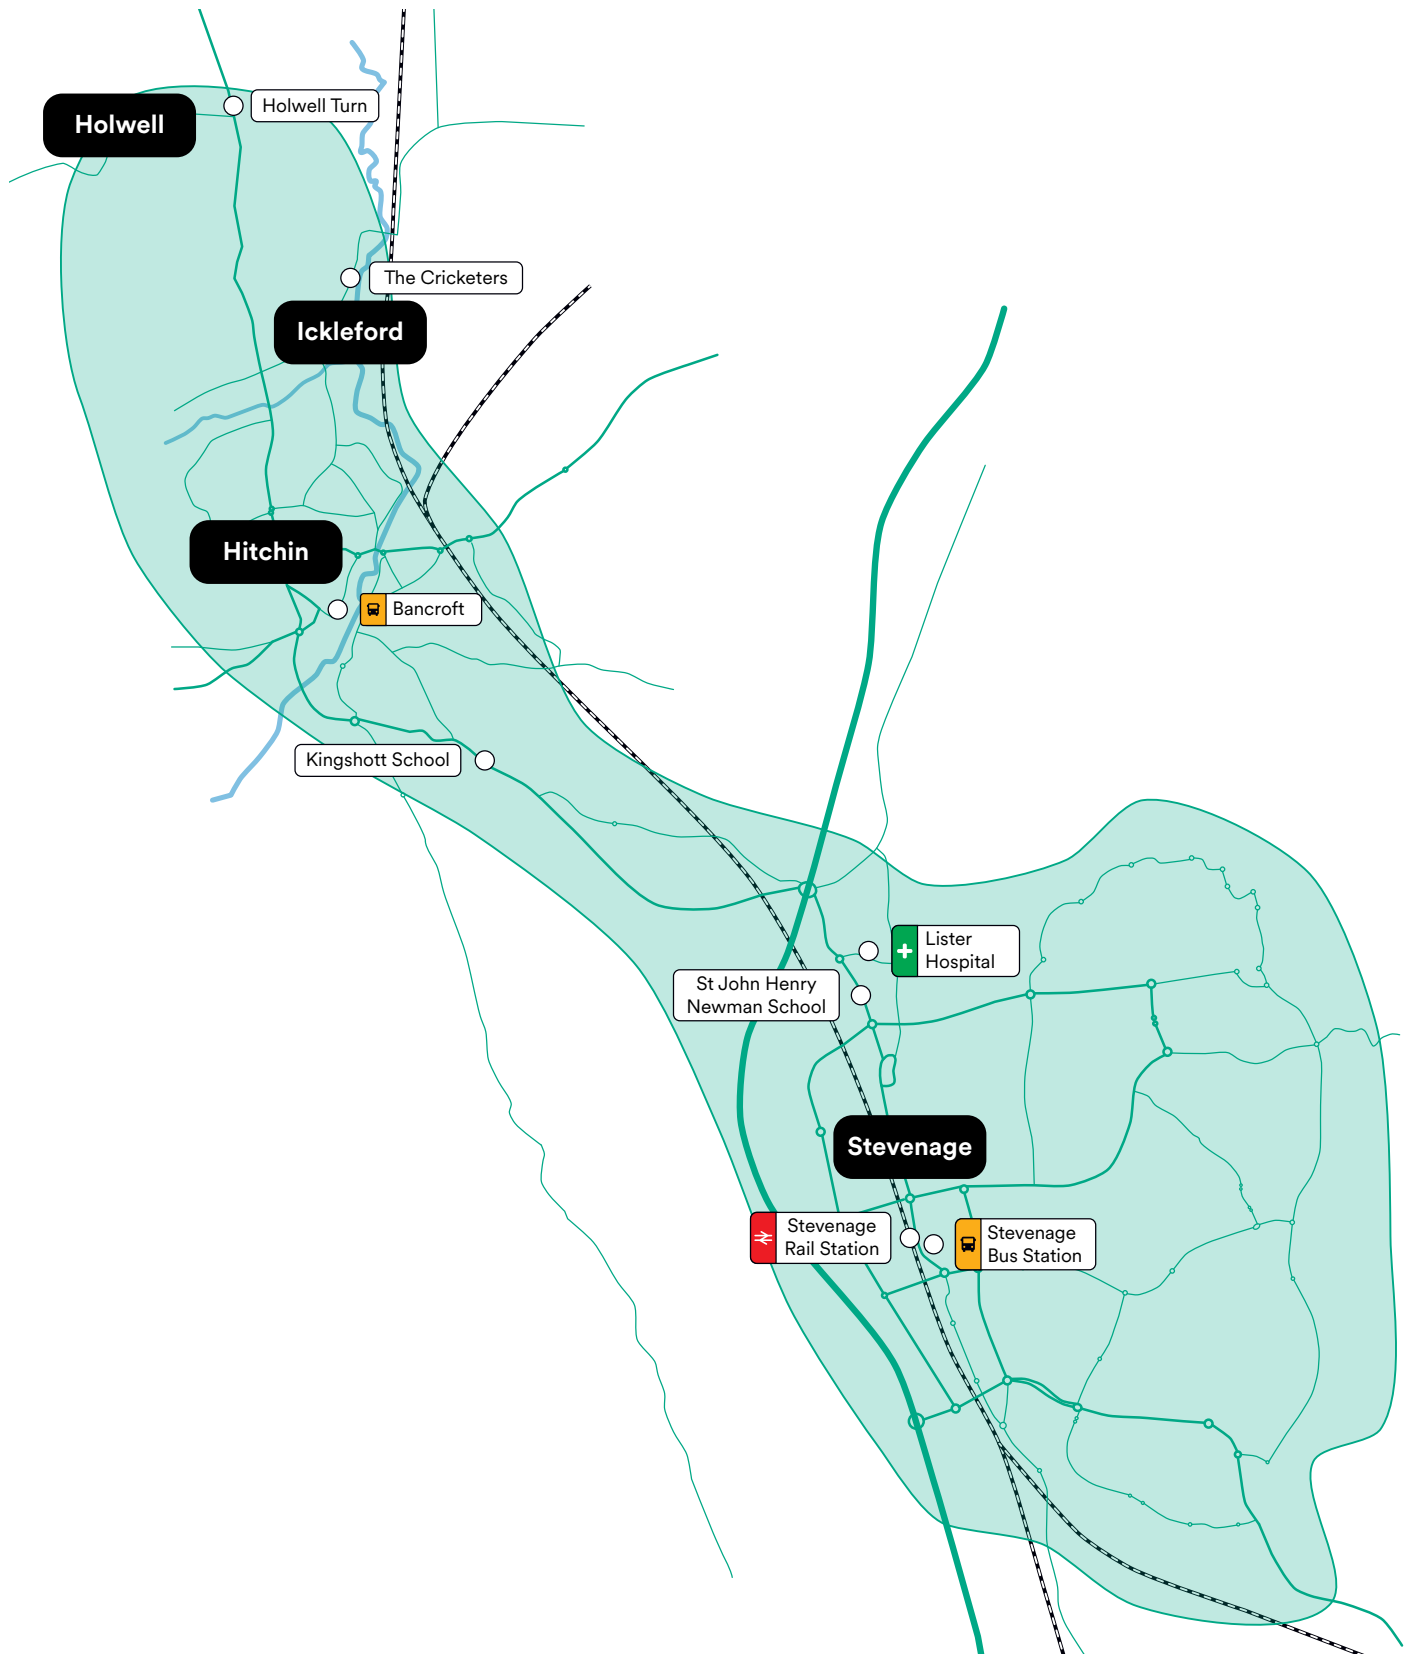 Holwell
Holwell Turn
The Cricketers
Ickleford
Hitchin
Bancroft
Kingshott School
Lister
Hospital
St John Henry
Newman School
Stevenage
Stevenage
Rail Station
Stevenage
Bus Station